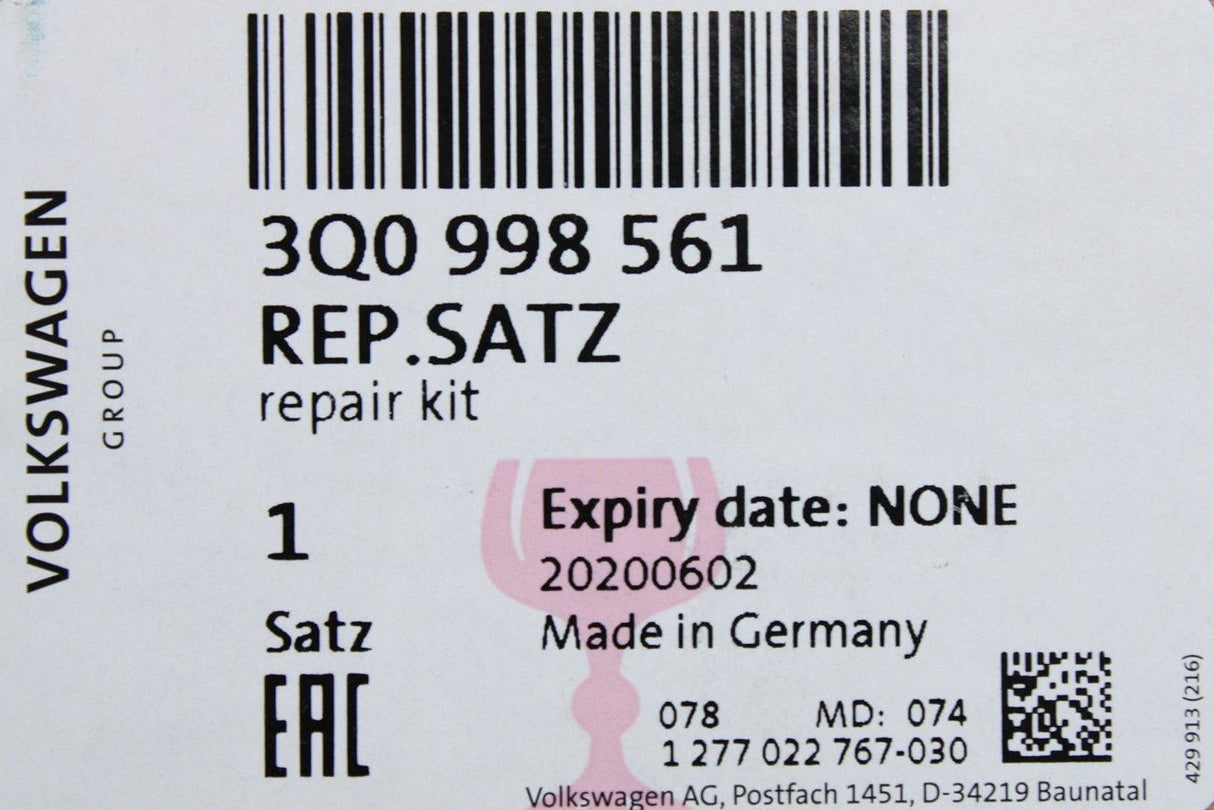 VOLKSWAGEN
GROUP
3Q0 998 561
REP.SATZ
repair kit
1
Satz
EAC
Expiry date: NONE
20200602
Made in Germany
078 MD: 074
1 277 022 767-030
Volkswagen AG, Postfach 1451, D-34219 Baunatal
429 913 (216)